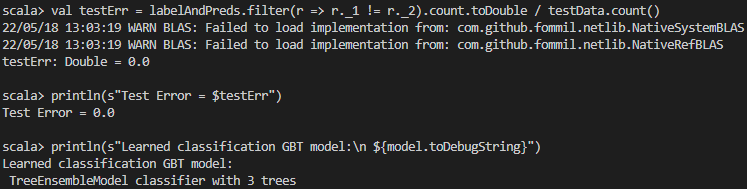 scala> val testErr = labelAndPreds.filter(r => r._1 != r._2).count.toDouble / testData.count()
22/05/18 13:03:19 WARN BLAS: Failed to load implementation from: com.github.fommil.netlib.NativeSystemBLAS
22/05/18 13:03:19 WARN BLAS: Failed to load implementation from: com.github.fommil.netlib.NativeRefBLAS
testErr: Double = 0.0
scala> println(s"Test Error = $testErr")
Test Error = 0.0
scala> println(s"Learned classification GBT model:\n ${model.toDebugString}")
Learned classification GBT model:
TreeEnsembleModel classifier with 3 trees